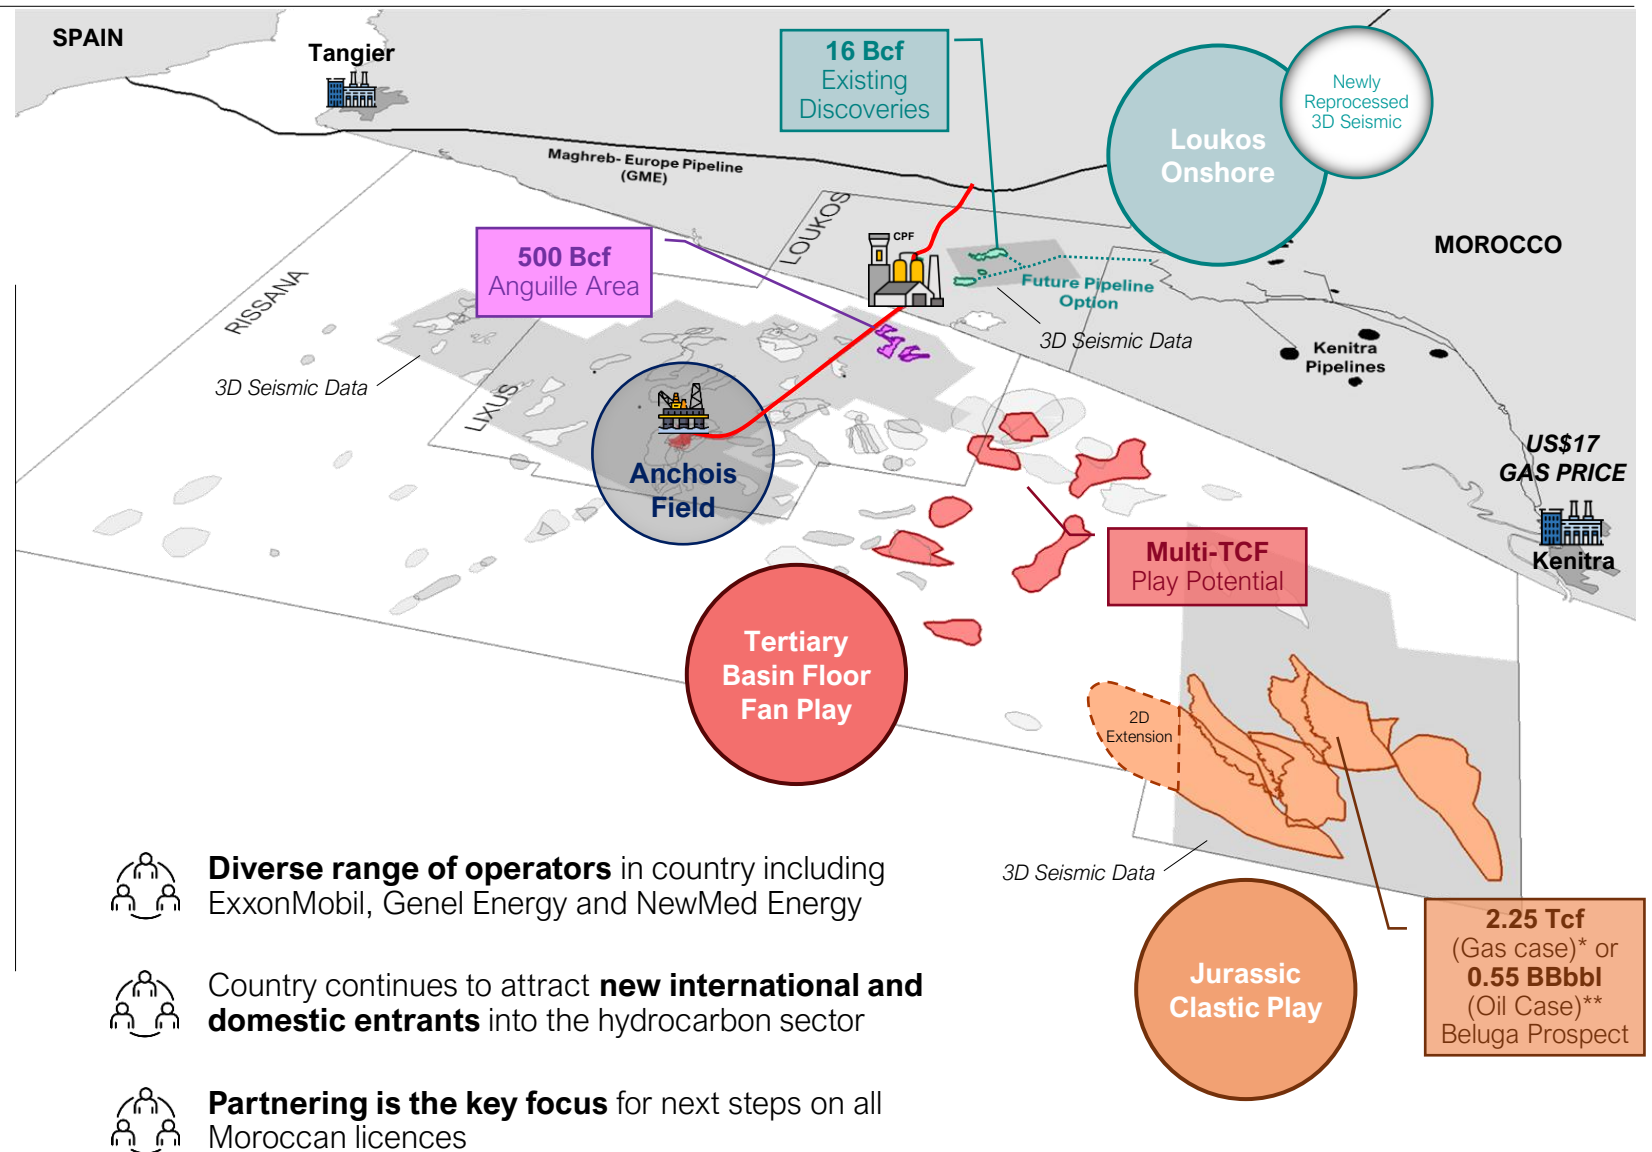 SPAIN
Tangier
16 Bcf
Existing
Discoveries
Newly
Reprocessed
3D Seismic
Loukos
Onshore
Maghreb- Europe Pipeline
(GME)
LOUKOS
CPF
MOROCCO
500 Bcf
Anguille Area
RISSANA
Future Pipeline
Option
3D Seismic Data
Kenitra
Pipelines
3D Seismic Data
LIXUS
US$17
GAS PRICE
Anchois
Field
Multi-TCF
Play Potential
Kenitra
Tertiary
Basin Floor
Fan Play
2D
Extension
3D Seismic Data
Diverse range of operators in country including
ExxonMobil, Genel Energy and NewMed Energy
2.25 Tcf
(Gas case)* or
0.55 BBbbl
(Oil Case)**
Beluga Prospect
Jurassic
Clastic Play
Country continues to attract new international and
domestic entrants into the hydrocarbon sector
Partnering is the key focus for next steps on all
Moroccan licences